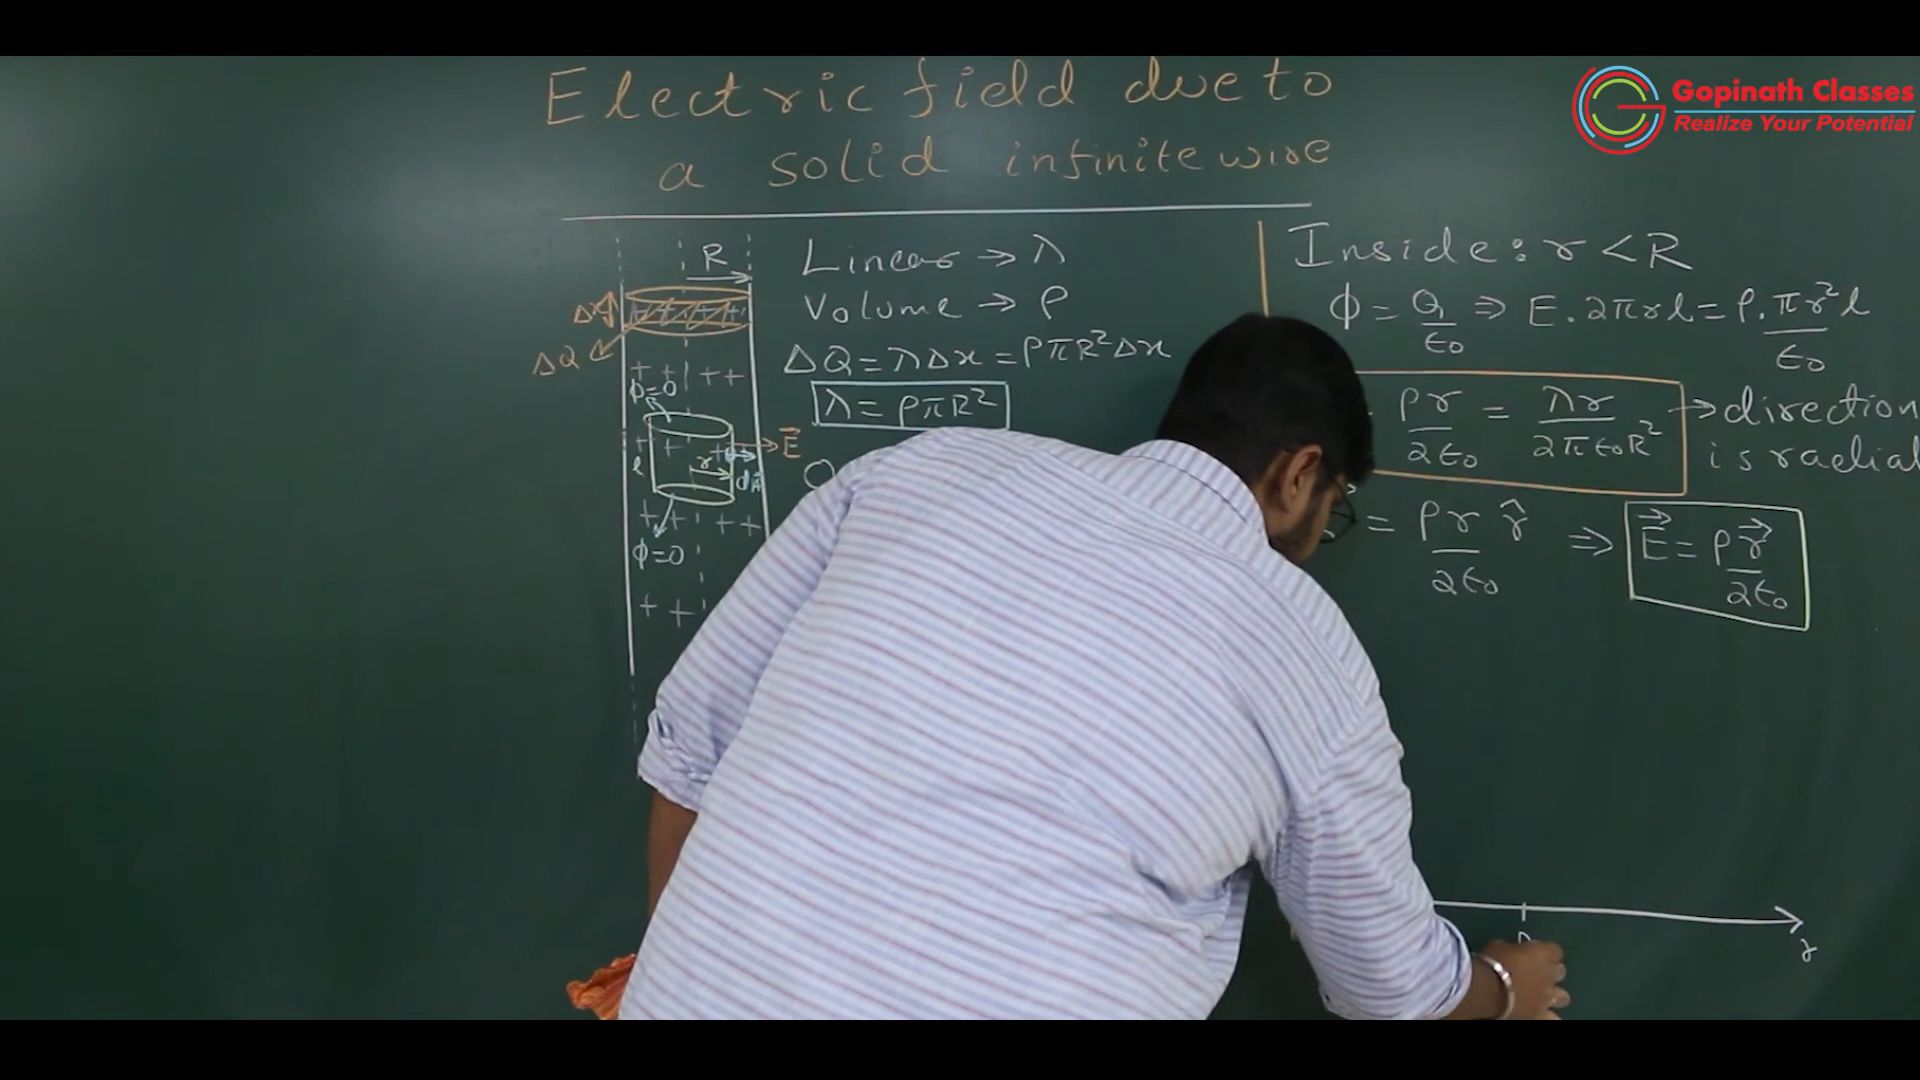 Electric field due to
a solid infinite wire
Gopinath Classes
Realize Your Potential
R
ΔQ
φ=0
l
r
E⃗
dA⃗
φ=0
Linear → λ
Volume → ρ
ΔQ = λΔx = ρπR²Δx
λ = ρπR²
Inside: r < R
φ = Q/ε₀ ⇒ E.2πrl = ρ.πr²l/ε₀
ρr/2ε₀ = λr/2πε₀R² → direction
is radial
= ρr/2ε₀ r̂ ⇒ E⃗ = ρr⃗/2ε₀
r